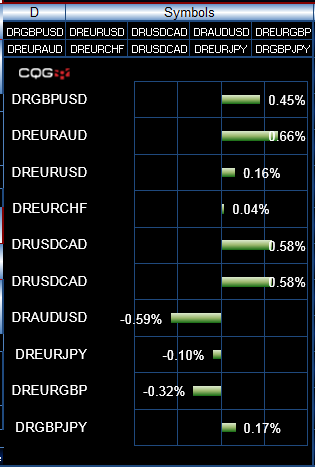 D Symbols
DRGBPUSD DREURUSD DRUSDCAD DRAUDUSD DREURGBP
DREURAUD DREURCHF DRUSDCAD DREURJPY DRGBPJPY
CQG
DRGBPUSD 0.45%
DREURAUD 0.66%
DREURUSD 0.16%
DREURCHF 0.04%
DRUSDCAD 0.58%
DRUSDCAD 0.58%
DRAUDUSD -0.59%
DREURJPY -0.10%
DREURGBP -0.32%
DRGBPJPY 0.17%